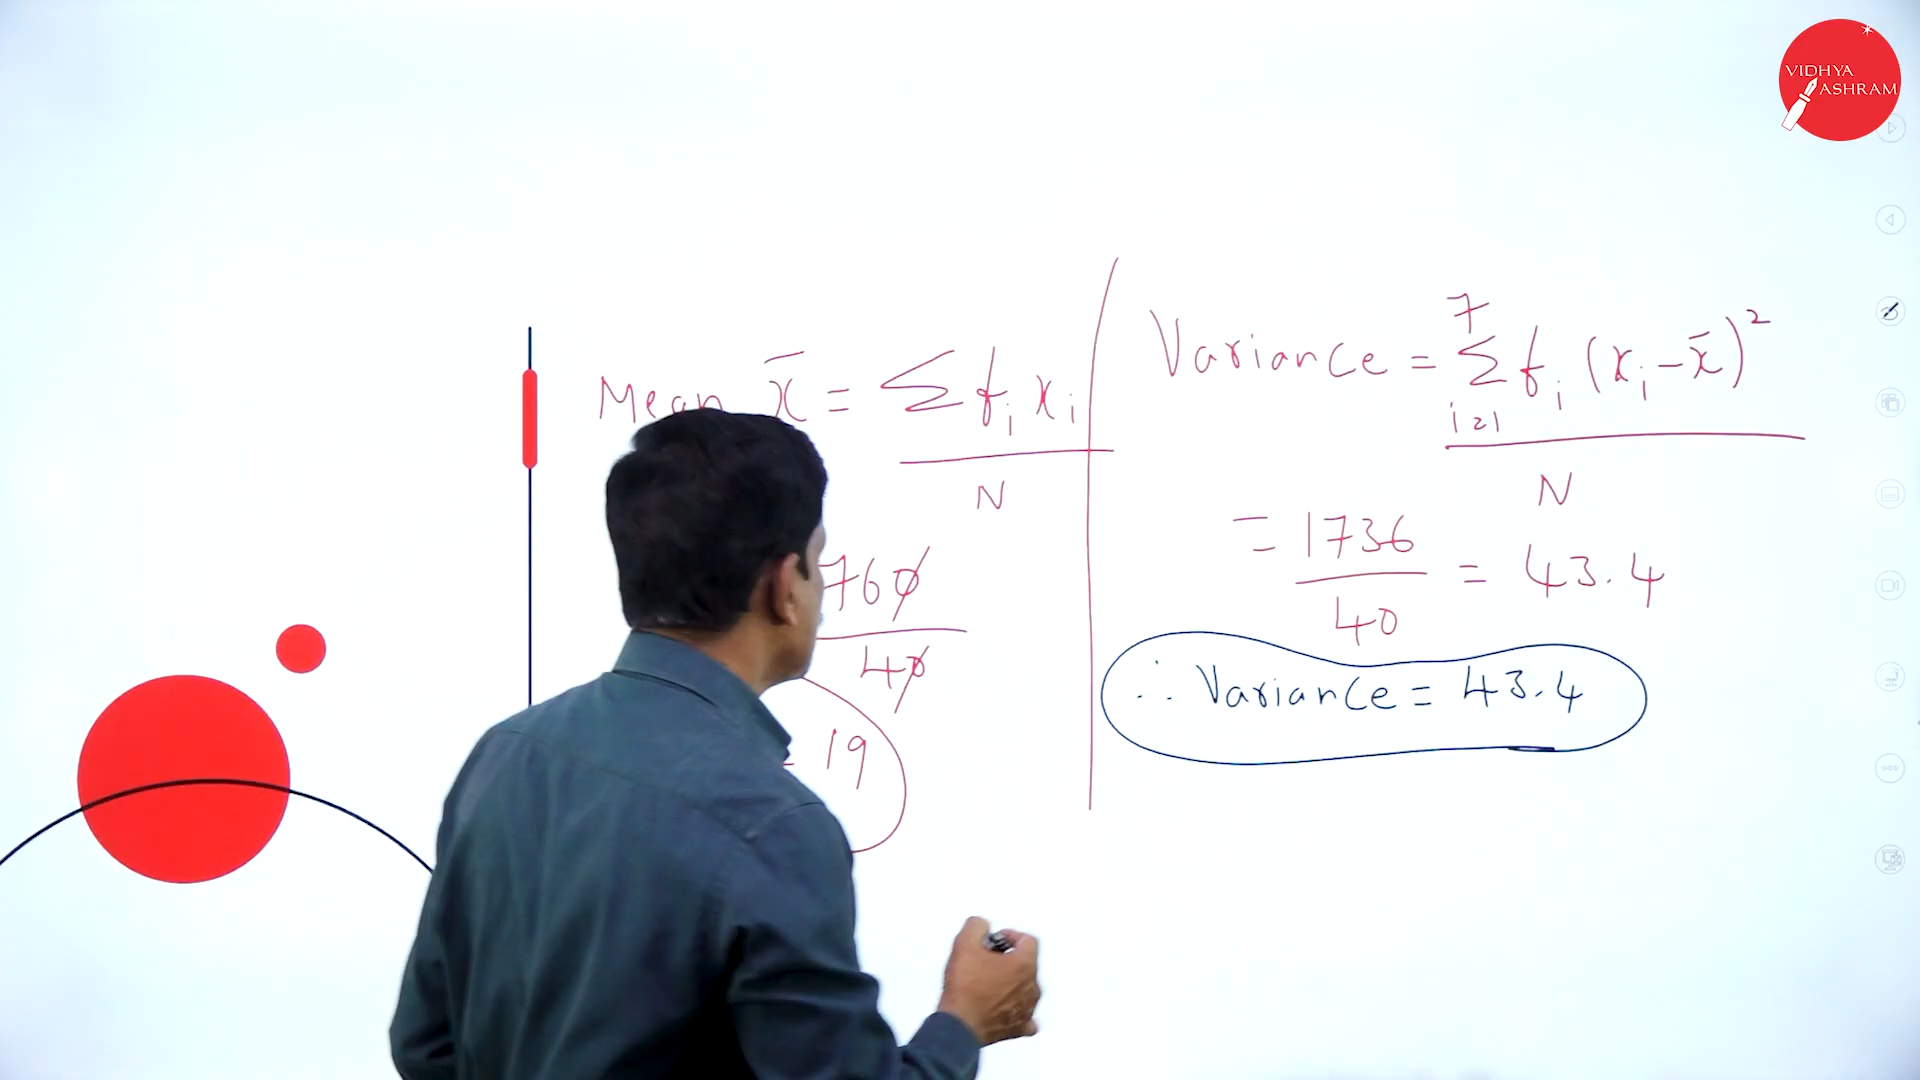 VIDHYA
ASHRAM
Mean x̄ = Σ fᵢ xᵢ
N
760
40
19
7
Variance = Σ fᵢ (xᵢ - x̄)²
i=1
N
= 1736
40
= 43.4
∴ Variance = 43.4